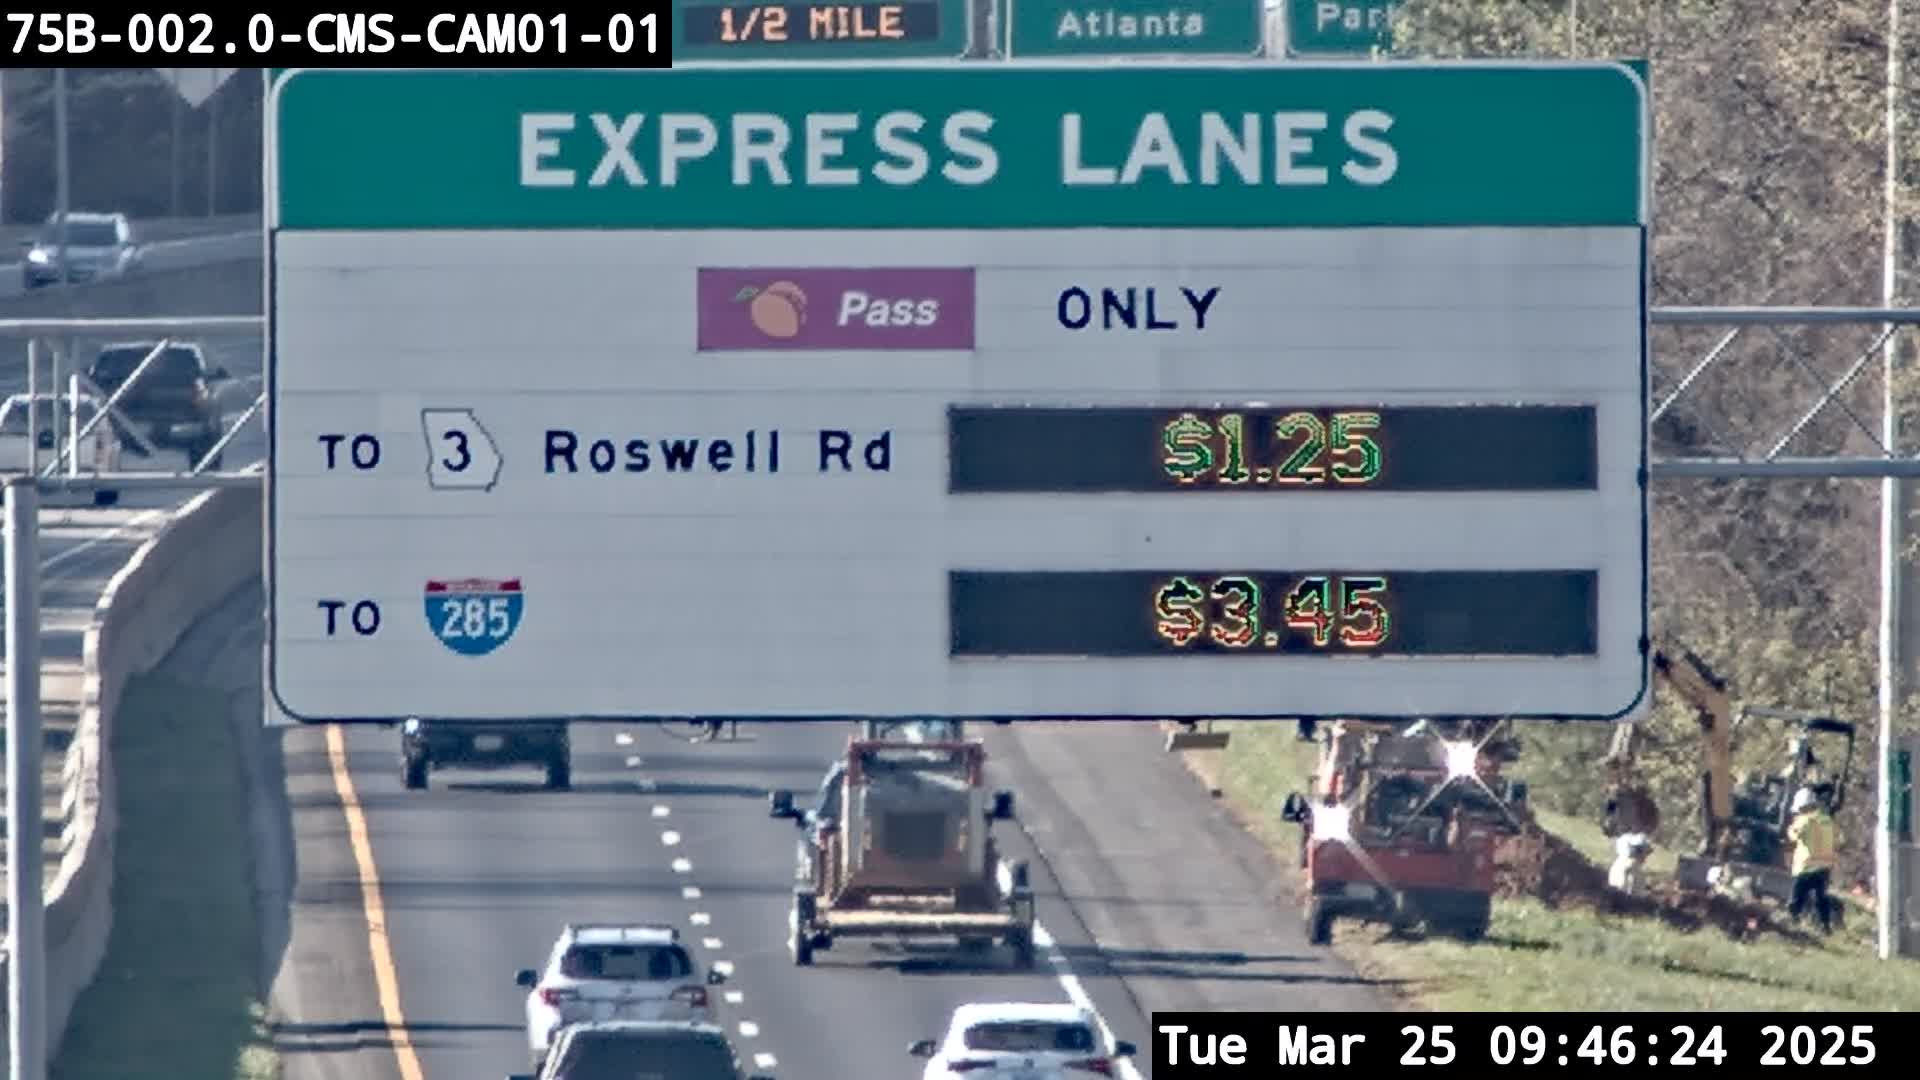 75B-002.0-CMS-CAM01-01
1/2 MILE
Atlanta
EXPRESS LANES
Pass ONLY
TO 3 Roswell Rd $1.25
TO 285 $3.45
Tue Mar 25 09:46:24 2025